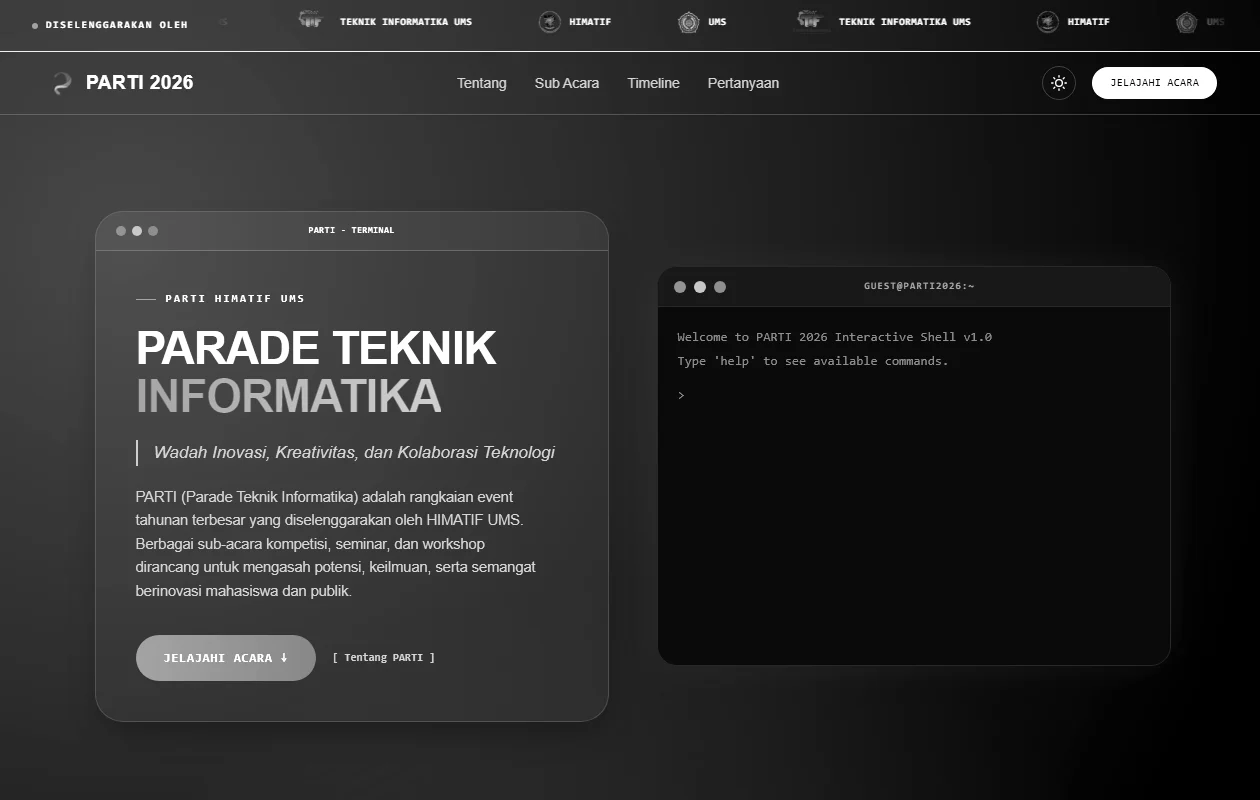 DISELENGGARAKAN OLEH
TEKNIK INFORMATIKA UMS
HIMATIF
UMS
TEKNIK INFORMATIKA UMS
HIMATIF
UMS
PARTI 2026
Tentang
Sub Acara
Timeline
Pertanyaan
JELAJAHI ACARA
PARTI - TERMINAL
PARTI HIMATIF UMS
PARADE TEKNIK
INFORMATIKA
Wadah Inovasi, Kreativitas, dan Kolaborasi Teknologi
PARTI (Parade Teknik Informatika) adalah rangkaian event
tahunan terbesar yang diselenggarakan oleh HIMATIF UMS.
Berbagai sub-acara kompetisi, seminar, dan workshop
dirancang untuk mengasah potensi, keilmuan, serta semangat
berinovasi mahasiswa dan publik.
JELAJAHI ACARA ↓
[ Tentang PARTI ]
GUEST@PARTI2026:~
Welcome to PARTI 2026 Interactive Shell v1.0
Type 'help' to see available commands.
>